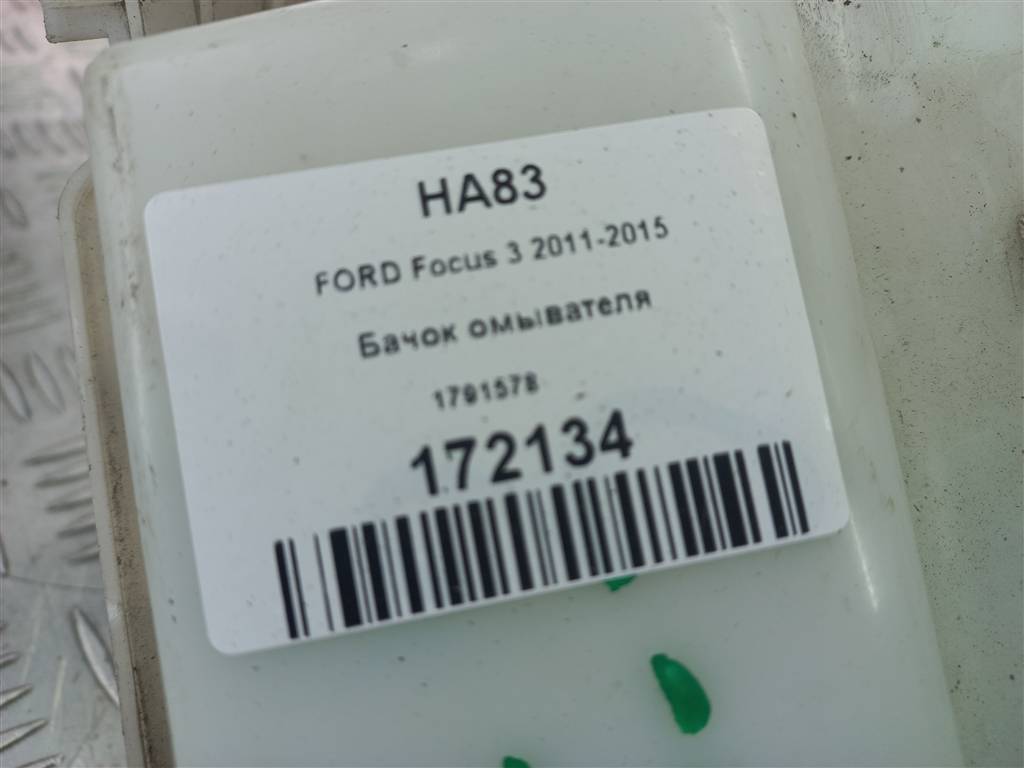 HA83
FORD Focus 3 2011-2015
Бачок омывателя
1791578
172134